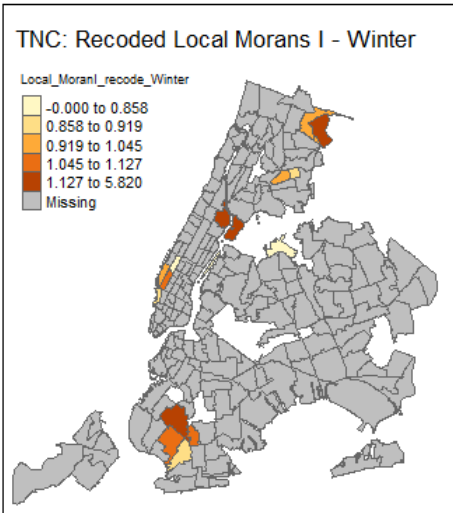 TNC: Recoded Local Morans I - Winter
Local_MoranI_recode_Winter
-0.000 to 0.858
0.858 to 0.919
0.919 to 1.045
1.045 to 1.127
1.127 to 5.820
Missing